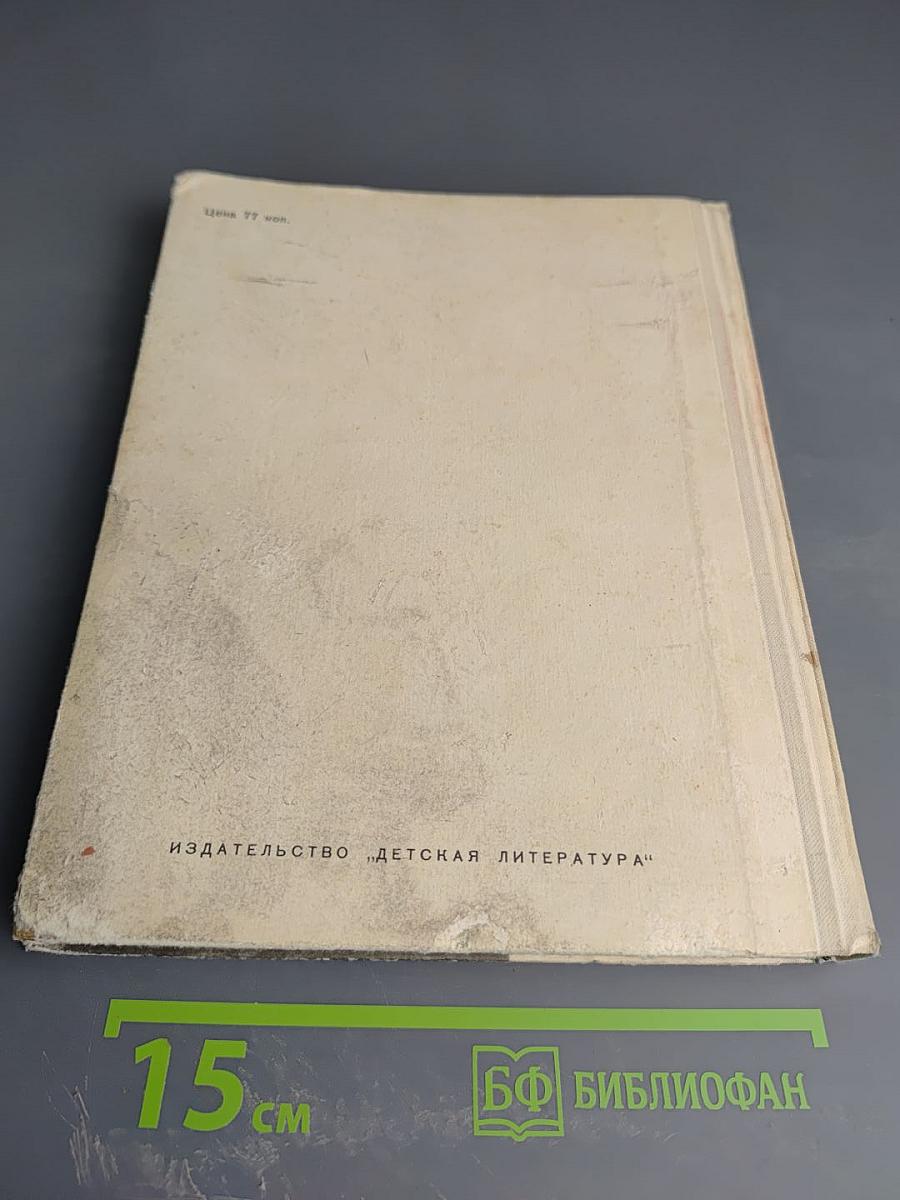 Цена 77 коп.
ИЗДАТЕЛЬСТВО „ДЕТСКАЯ ЛИТЕРАТУРА“
15 см
БФ БИБЛИОФАН